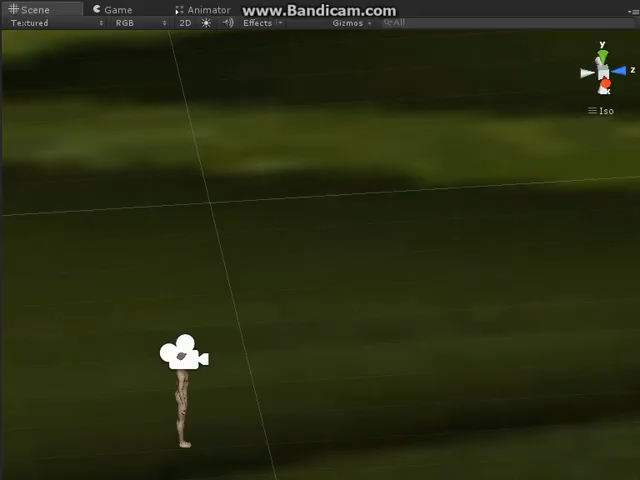 Scene Game Animator www.Bandicam.com
Textured RGB 2D Effects Gizmos All
y
z
x
Iso